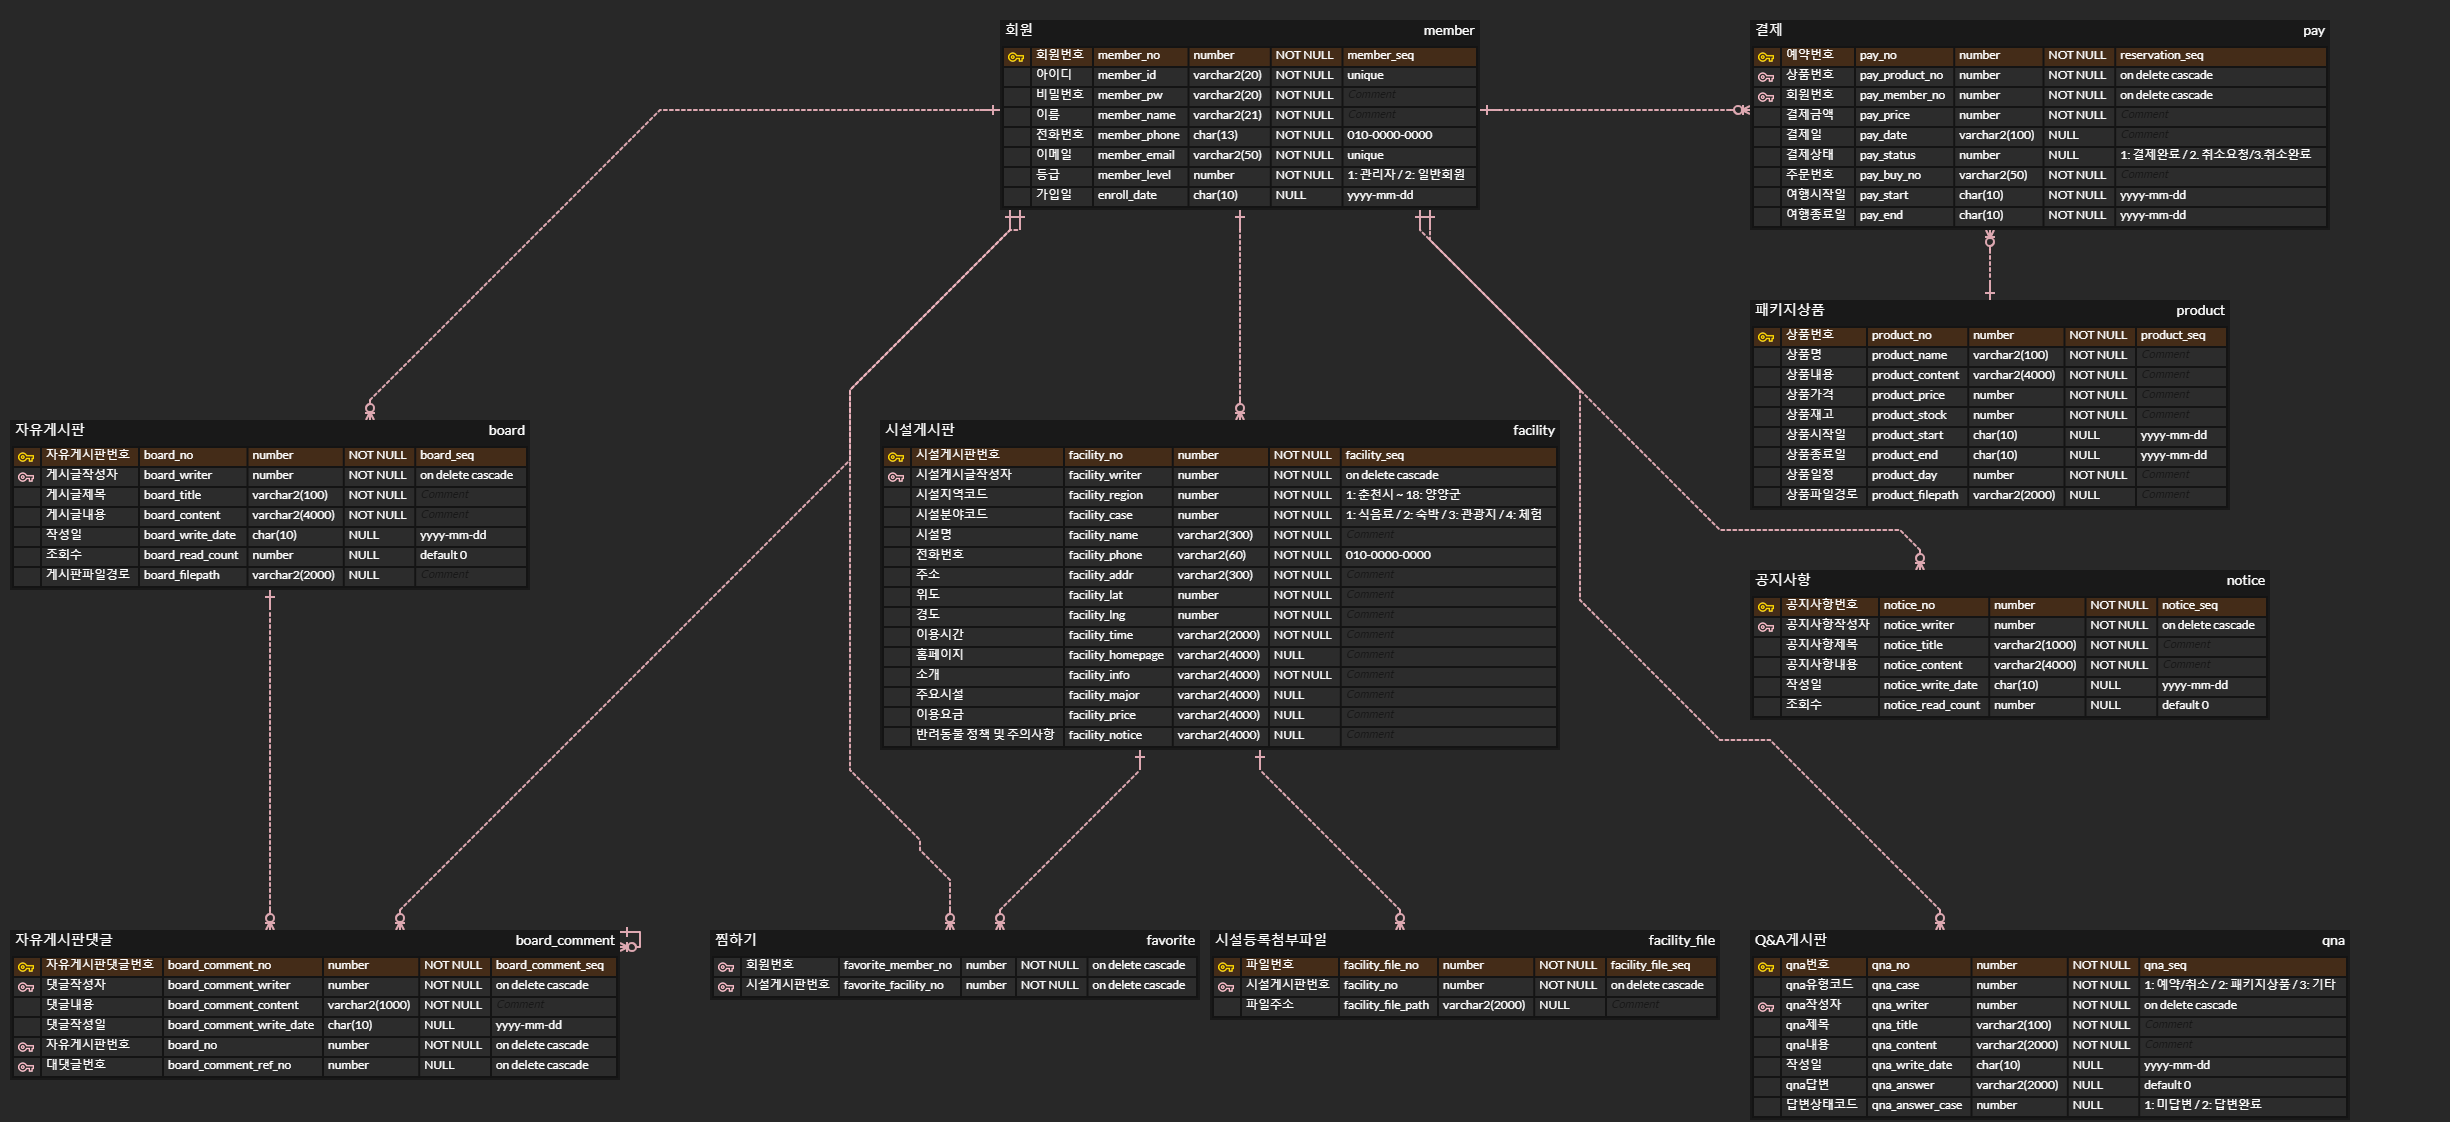 회원 member
회원번호 member_no number NOT NULL member_seq
아이디 member_id varchar2(20) NOT NULL unique
비밀번호 member_pw varchar2(20) NOT NULL Comment
이름 member_name varchar2(21) NOT NULL Comment
전화번호 member_phone char(13) NOT NULL 010-0000-0000
이메일 member_email varchar2(50) NOT NULL unique
등급 member_level number NOT NULL 1: 관리자 / 2: 일반회원
가입일 enroll_date char(10) NULL yyyy-mm-dd
결제 pay
예약번호 pay_no number NOT NULL reservation_seq
상품번호 pay_product_no number NOT NULL on delete cascade
회원번호 pay_member_no number NOT NULL on delete cascade
결제금액 pay_price number NOT NULL Comment
결제일 pay_date varchar2(100) NULL Comment
결제상태 pay_status number NULL 1: 결제완료 / 2. 취소요청/3.취소완료
주문번호 pay_buy_no varchar2(50) NOT NULL Comment
여행시작일 pay_start char(10) NOT NULL yyyy-mm-dd
여행종료일 pay_end char(10) NOT NULL yyyy-mm-dd
패키지상품 product
상품번호 product_no number NOT NULL product_seq
상품명 product_name varchar2(100) NOT NULL Comment
상품내용 product_content varchar2(4000) NOT NULL Comment
상품가격 product_price number NOT NULL Comment
상품재고 product_stock number NOT NULL Comment
상품시작일 product_start char(10) NULL yyyy-mm-dd
상품종료일 product_end char(10) NULL yyyy-mm-dd
상품일정 product_day number NOT NULL Comment
상품파일경로 product_filepath varchar2(2000) NULL Comment
자유게시판 board
자유게시판번호 board_no number NOT NULL board_seq
게시글작성자 board_writer number NOT NULL on delete cascade
게시글제목 board_title varchar2(100) NOT NULL Comment
게시글내용 board_content varchar2(4000) NOT NULL Comment
작성일 board_write_date char(10) NULL yyyy-mm-dd
조회수 board_read_count number NULL default 0
게시판파일경로 board_filepath varchar2(2000) NULL Comment
시설게시판 facility
시설게시판번호 facility_no number NOT NULL facility_seq
시설게시글작성자 facility_writer number NOT NULL on delete cascade
시설지역코드 facility_region number NOT NULL 1: 춘천시 ~ 18: 양양군
시설분야코드 facility_case number NOT NULL 1: 식음료 / 2: 숙박 / 3: 관광지 / 4: 체험
시설명 facility_name varchar2(300) NOT NULL Comment
전화번호 facility_phone varchar2(60) NOT NULL 010-0000-0000
주소 facility_addr varchar2(300) NOT NULL Comment
위도 facility_lat number NOT NULL Comment
경도 facility_lng number NOT NULL Comment
이용시간 facility_time varchar2(2000) NOT NULL Comment
홈페이지 facility_homepage varchar2(4000) NULL Comment
소개 facility_info varchar2(4000) NOT NULL Comment
주요시설 facility_major varchar2(4000) NULL Comment
이용요금 facility_price varchar2(4000) NULL Comment
반려동물 정책 및 주의사항 facility_notice varchar2(4000) NULL Comment
공지사항 notice
공지사항번호 notice_no number NOT NULL notice_seq
공지사항작성자 notice_writer number NOT NULL on delete cascade
공지사항제목 notice_title varchar2(1000) NOT NULL Comment
공지사항내용 notice_content varchar2(4000) NOT NULL Comment
작성일 notice_write_date char(10) NULL yyyy-mm-dd
조회수 notice_read_count number NULL default 0
자유게시판댓글 board_comment
자유게시판댓글번호 board_comment_no number NOT NULL board_comment_seq
댓글작성자 board_comment_writer number NOT NULL on delete cascade
댓글내용 board_comment_content varchar2(1000) NOT NULL Comment
댓글작성일 board_comment_write_date char(10) NULL yyyy-mm-dd
자유게시판번호 board_no number NOT NULL on delete cascade
대댓글번호 board_comment_ref_no number NULL on delete cascade
찜하기 favorite
회원번호 favorite_member_no number NOT NULL on delete cascade
시설게시판번호 favorite_facility_no number NOT NULL on delete cascade
시설등록첨부파일 facility_file
파일번호 facility_file_no number NOT NULL facility_file_seq
시설게시판번호 facility_no number NOT NULL on delete cascade
파일주소 facility_file_path varchar2(2000) NULL Comment
Q&A게시판 qna
qna번호 qna_no number NOT NULL qna_seq
qna유형코드 qna_case number NOT NULL 1: 예약/취소 / 2: 패키지상품 / 3: 기타
qna작성자 qna_writer number NOT NULL on delete cascade
qna제목 qna_title varchar2(100) NOT NULL Comment
qna내용 qna_content varchar2(2000) NOT NULL Comment
작성일 qna_write_date char(10) NULL yyyy-mm-dd
qna답변 qna_answer varchar2(2000) NULL default 0
답변상태코드 qna_answer_case number NULL 1: 미답변 / 2: 답변완료